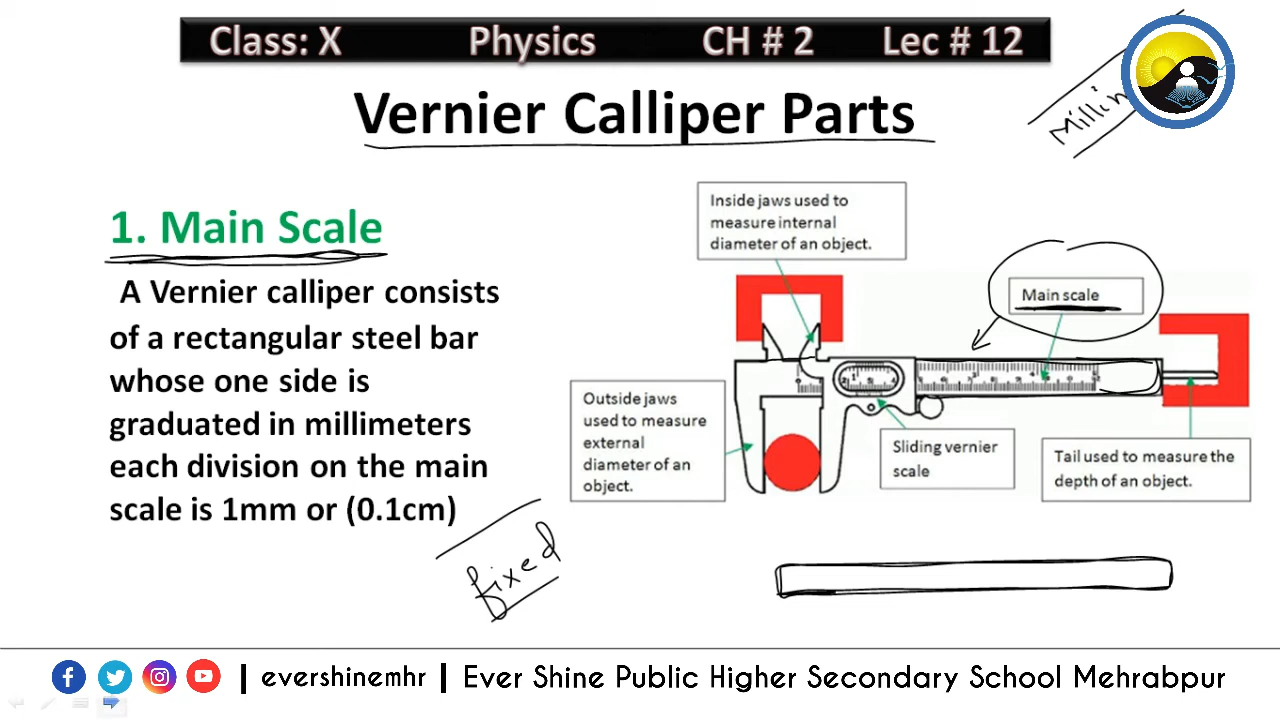 Class: X Physics CH # 2 Lec # 12
Vernier Calliper Parts
1. Main Scale
A Vernier calliper consists
of a rectangular steel bar
whose one side is
graduated in millimeters
each division on the main
scale is 1mm or (0.1cm)
fixed
Inside jaws used to
measure internal
diameter of an object.
Main scale
Outside jaws
used to measure
external
diameter of an
object.
Sliding vernier
scale
Tail used to measure the
depth of an object.
| evershinemhr | Ever Shine Public Higher Secondary School Mehrabpur